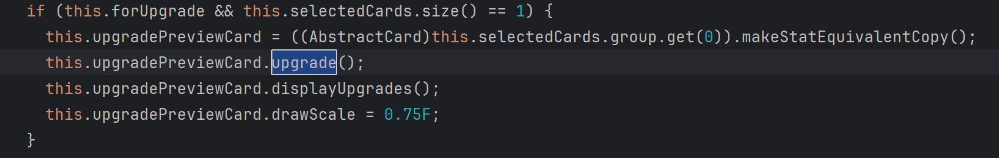 if (this.forUpgrade && this.selectedCards.size() == 1) {
this.upgradePreviewCard = ((AbstractCard)this.selectedCards.group.get(0)).makeStatEquivalentCopy();
this.upgradePreviewCard.upgrade();
this.upgradePreviewCard.displayUpgrades();
this.upgradePreviewCard.drawScale = 0.75F;
}